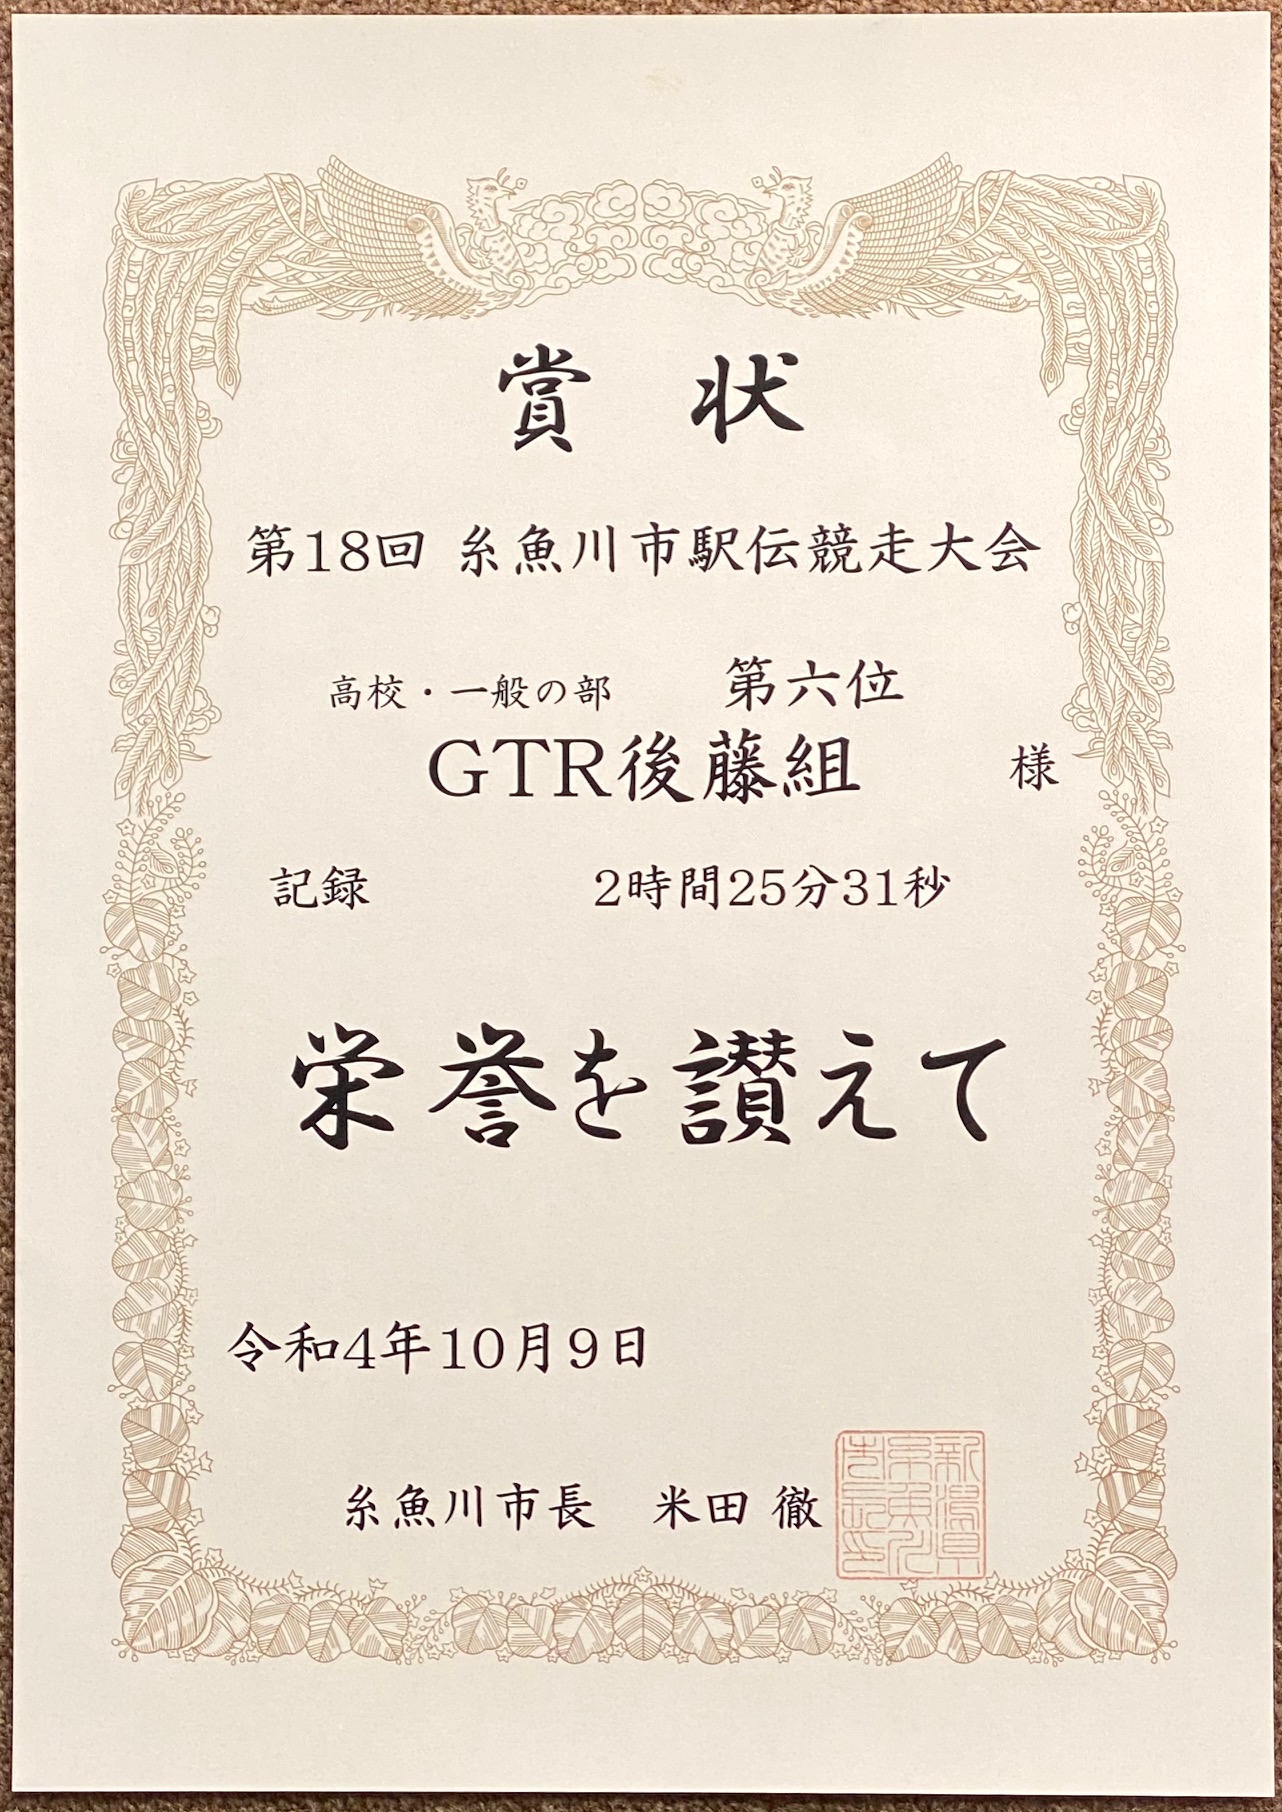 賞 状
第18回 糸魚川市駅伝競走大会
高校・一般の部 第六位
GTR後藤組 様
記録 2時間25分31秒
栄誉を讃えて
令和4年10月9日
糸魚川市長 米田 徹